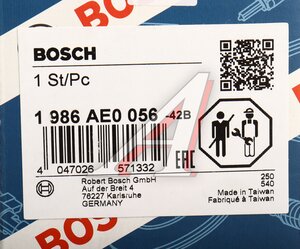 BOSCH
1 St/Pc
1 986 AE0 056 -42B
4 047026 571332
EAC
Robert Bosch GmbH
Auf der Breit 4
76227 Karlsruhe
GERMANY
250
540
Made in Taiwan
Fabriqué à Taiwan